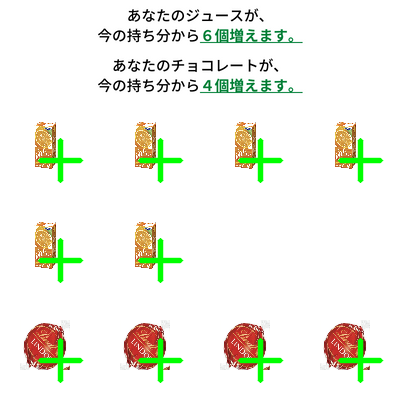 あなたのジュースが、
今の持ち分から６個増えます。
あなたのチョコレートが、
今の持ち分から４個増えます。